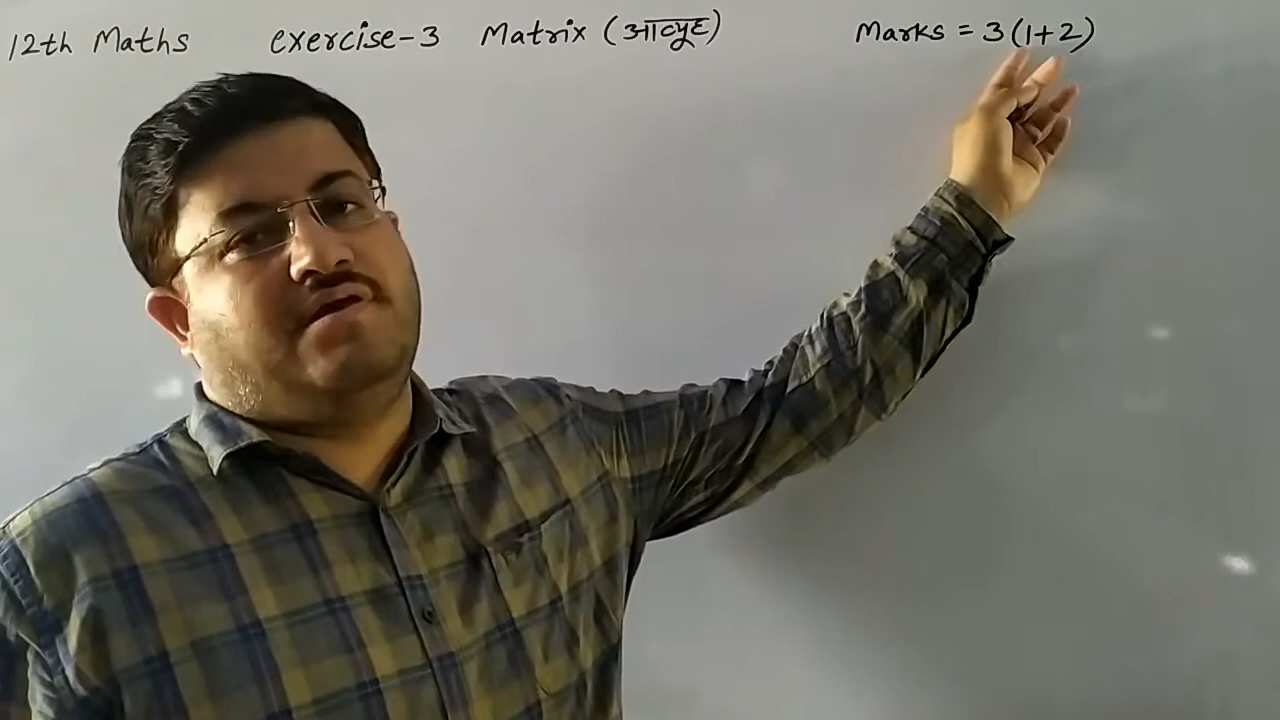 12th Maths exercise-3 Matrix (आव्यूह) Marks = 3(1+2)